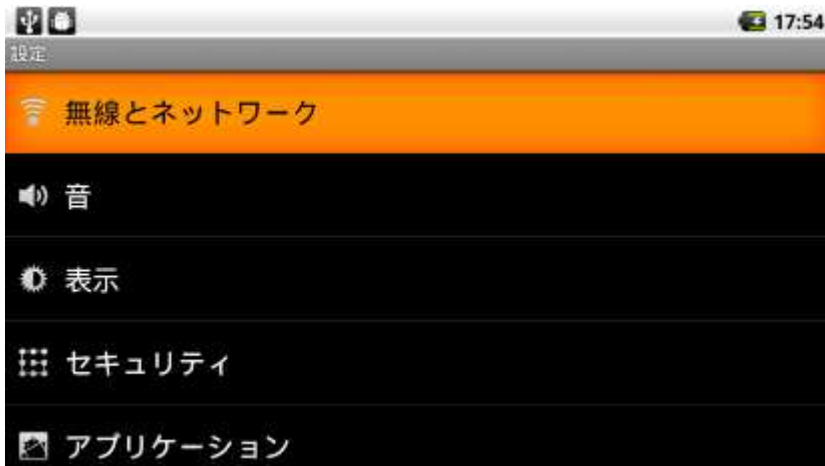 17:54
設定
無線とネットワーク
音
表示
セキュリティ
アプリケーション